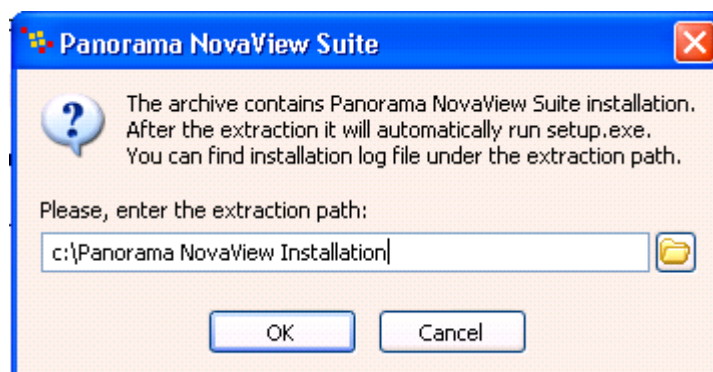 Panorama NovaView Suite
The archive contains Panorama NovaView Suite installation.
After the extraction it will automatically run setup.exe.
You can find installation log file under the extraction path.
Please, enter the extraction path:
c:\Panorama NovaView Installation
OK
Cancel